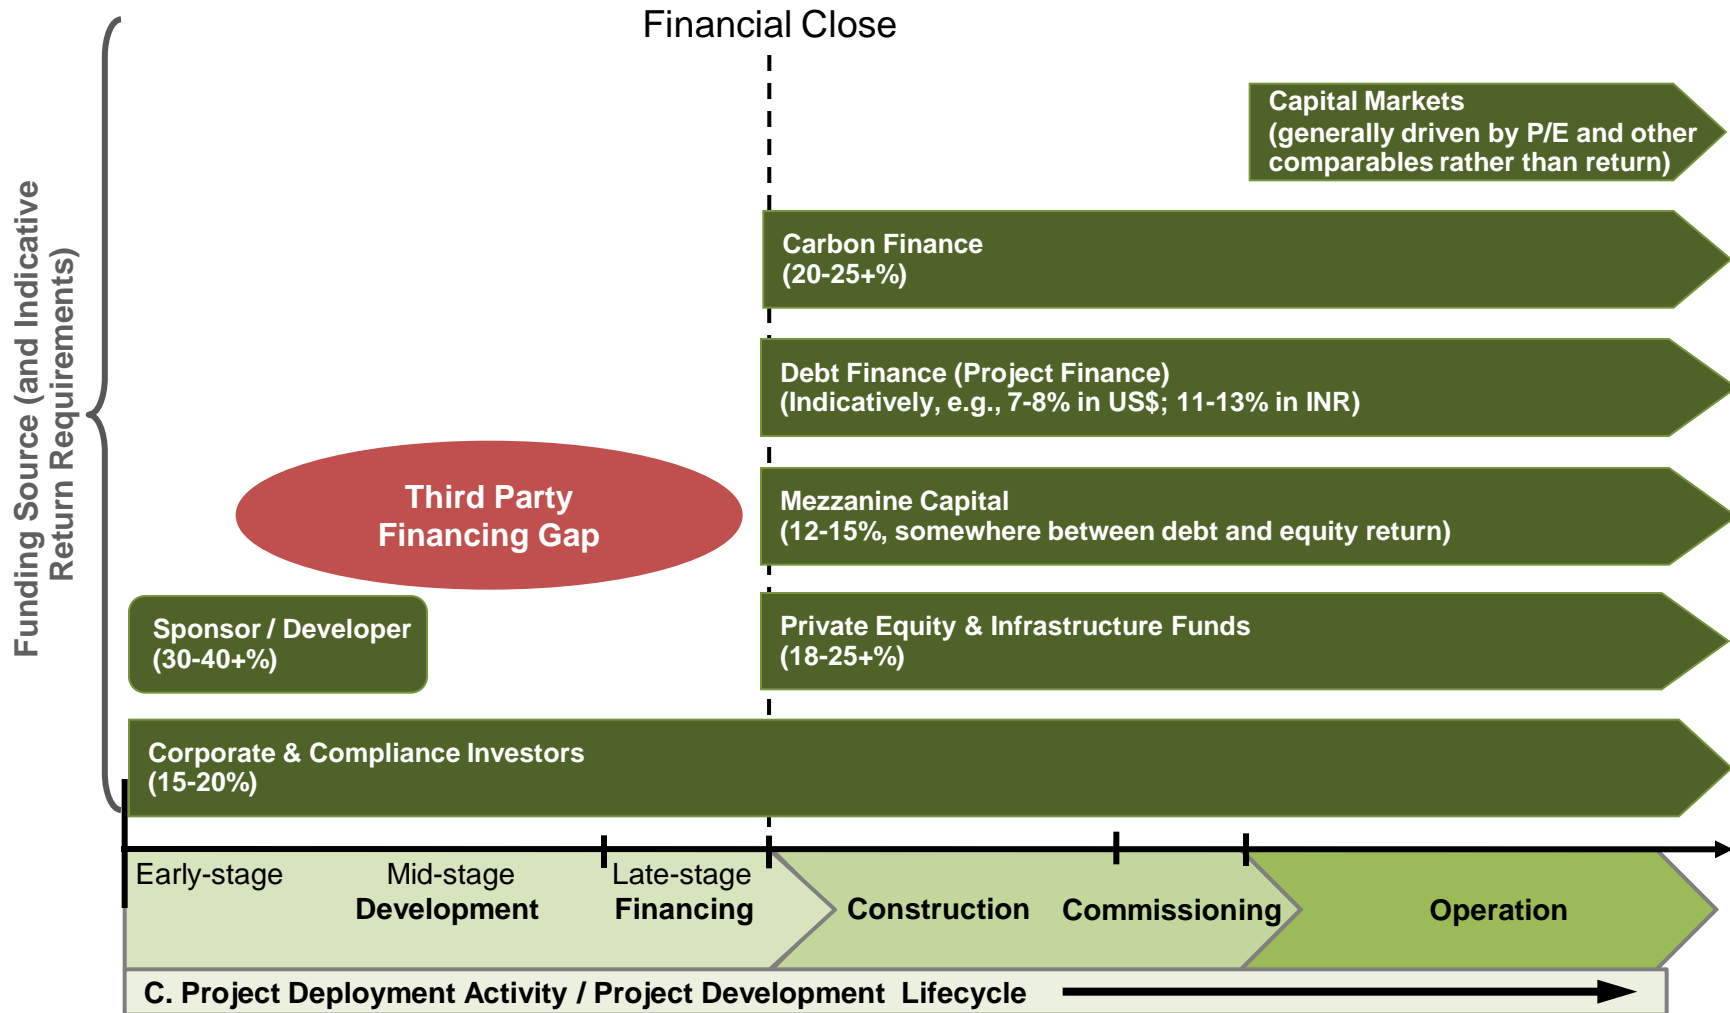 Financial Close
Funding Source (and Indicative
Return Requirements)
Capital Markets
(generally driven by P/E and other
comparables rather than return)
Carbon Finance
(20-25+%)
Debt Finance (Project Finance)
(Indicatively, e.g., 7-8% in US$; 11-13% in INR)
Third Party
Financing Gap
Mezzanine Capital
(12-15%, somewhere between debt and equity return)
Sponsor / Developer
(30-40+%)
Private Equity & Infrastructure Funds
(18-25+%)
Corporate & Compliance Investors
(15-20%)
Early-stage
Mid-stage
Development
Late-stage
Financing
Construction
Commissioning
Operation
C. Project Deployment Activity / Project Development Lifecycle